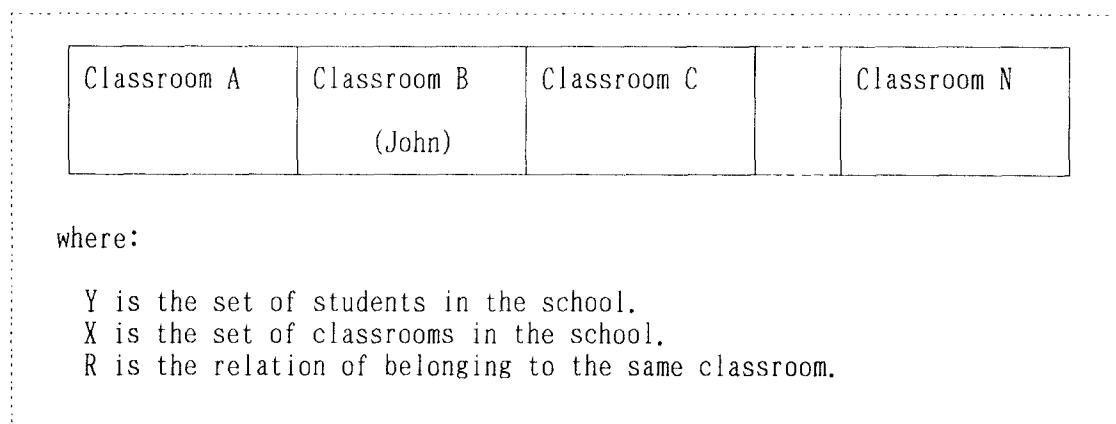 Classroom A Classroom B Classroom C Classroom N
(John)
where:
Y is the set of students in the school.
X is the set of classrooms in the school.
R is the relation of belonging to the same classroom.